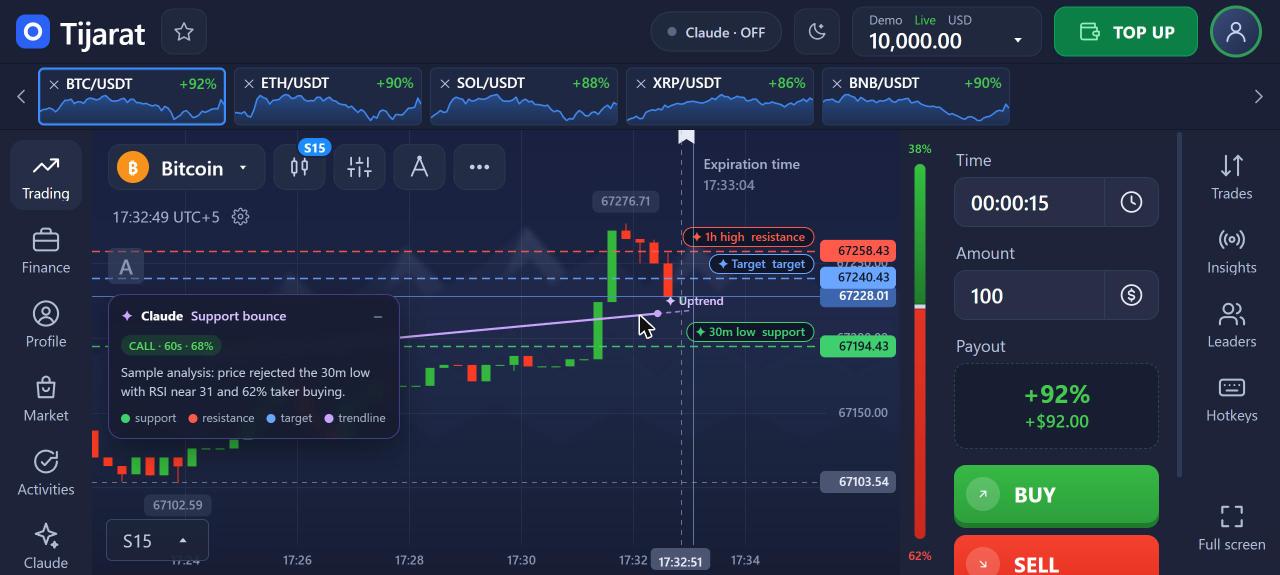 Tijarat
Claude · OFF
Demo Live USD
10,000.00
TOP UP
BTC/USDT +92%
ETH/USDT +90%
SOL/USDT +88%
XRP/USDT +86%
BNB/USDT +90%
Trading
Finance
Profile
Market
Activities
Claude
Bitcoin
S15
17:32:49 UTC+5
A
Expiration time
17:33:04
67276.71
1h high resistance
67258.43
Target target
67240.43
67228.01
Uptrend
30m low support
67194.43
67150.00
67103.54
67102.59
Claude Support bounce
CALL · 60s · 68%
Sample analysis: price rejected the 30m low
with RSI near 31 and 62% taker buying.
support resistance target trendline
S15
17:24 17:26 17:28 17:30 17:32 17:32:51 17:34
38%
62%
Time
00:00:15
Amount
100
Payout
+92%
+$92.00
BUY
SELL
Trades
Insights
Leaders
Hotkeys
Full screen